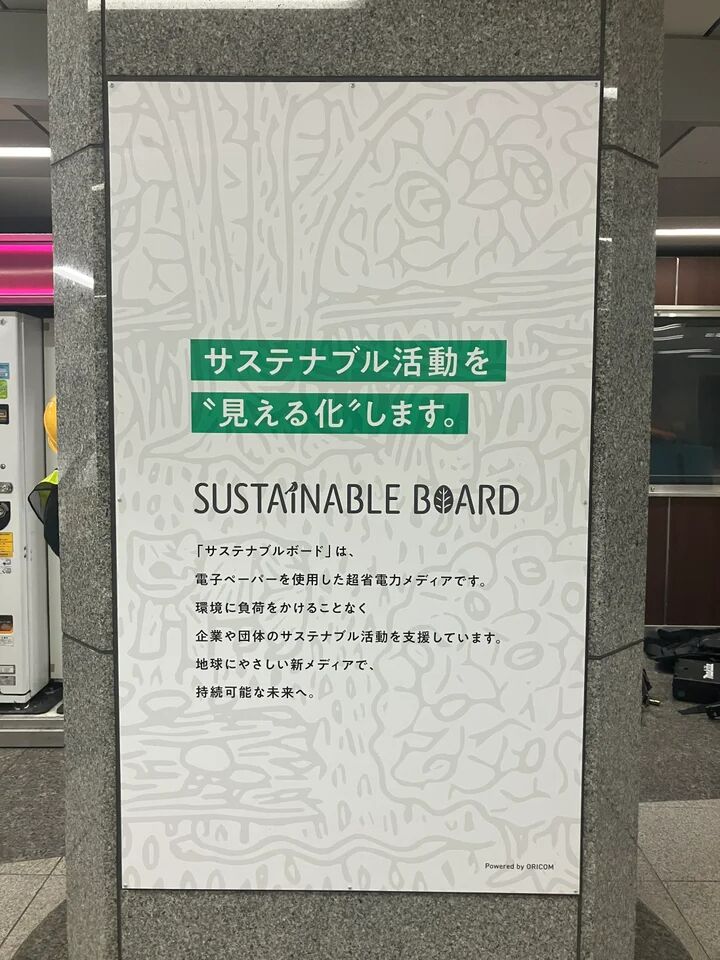 サステナブル活動を
〝見える化〟します。
SUSTAINABLE BOARD
「サステナブルボード」は、
電子ペーパーを使用した超省電力メディアです。
環境に負荷をかけることなく
企業や団体のサステナブル活動を支援しています。
地球にやさしい新メディアで、
持続可能な未来へ。
Powered by ORICOM